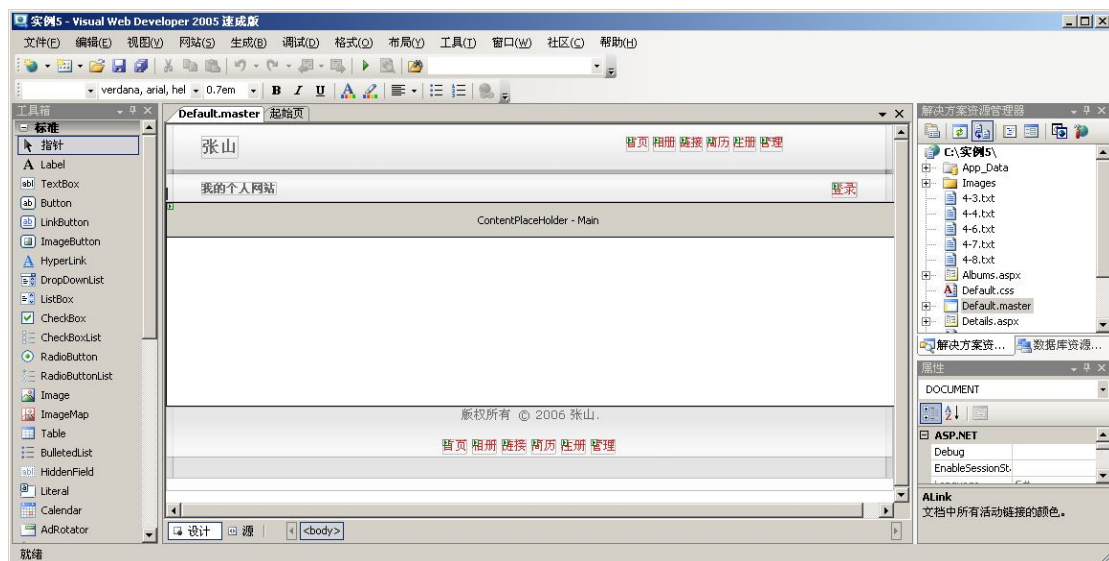 实例5 - Visual Web Developer 2005 速成版
文件(F) 编辑(E) 视图(V) 网站(S) 生成(B) 调试(D) 格式(O) 布局(Y) 工具(T) 窗口(W) 社区(C) 帮助(H)
verdana, arial, hel 0.7em B I U A
工具箱
标准
指针
A Label
abl TextBox
ab Button
ab LinkButton
ImageButton
A HyperLink
DropDownList
ListBox
CheckBox
CheckBoxList
RadioButton
RadioButtonList
Image
ImageMap
Table
BulletedList
abl HiddenField
Literal
Calendar
AdRotator
Default.master 起始页
张山
首页 相册 链接 简历 注册 管理
我的个人网站
登录
ContentPlaceHolder - Main
版权所有 © 2006 张山.
首页 相册 链接 简历 注册 管理
设计 源 <body>
解决方案资源管理器
C:\实例5\
App_Data
Images
4-3.txt
4-4.txt
4-6.txt
4-7.txt
4-8.txt
Albums.aspx
Default.css
Default.master
Details.aspx
解决方案资... 数据库资源...
属性
DOCUMENT
ASP.NET
Debug
EnableSessionSt
ALink
文档中所有活动链接的颜色。
就绪